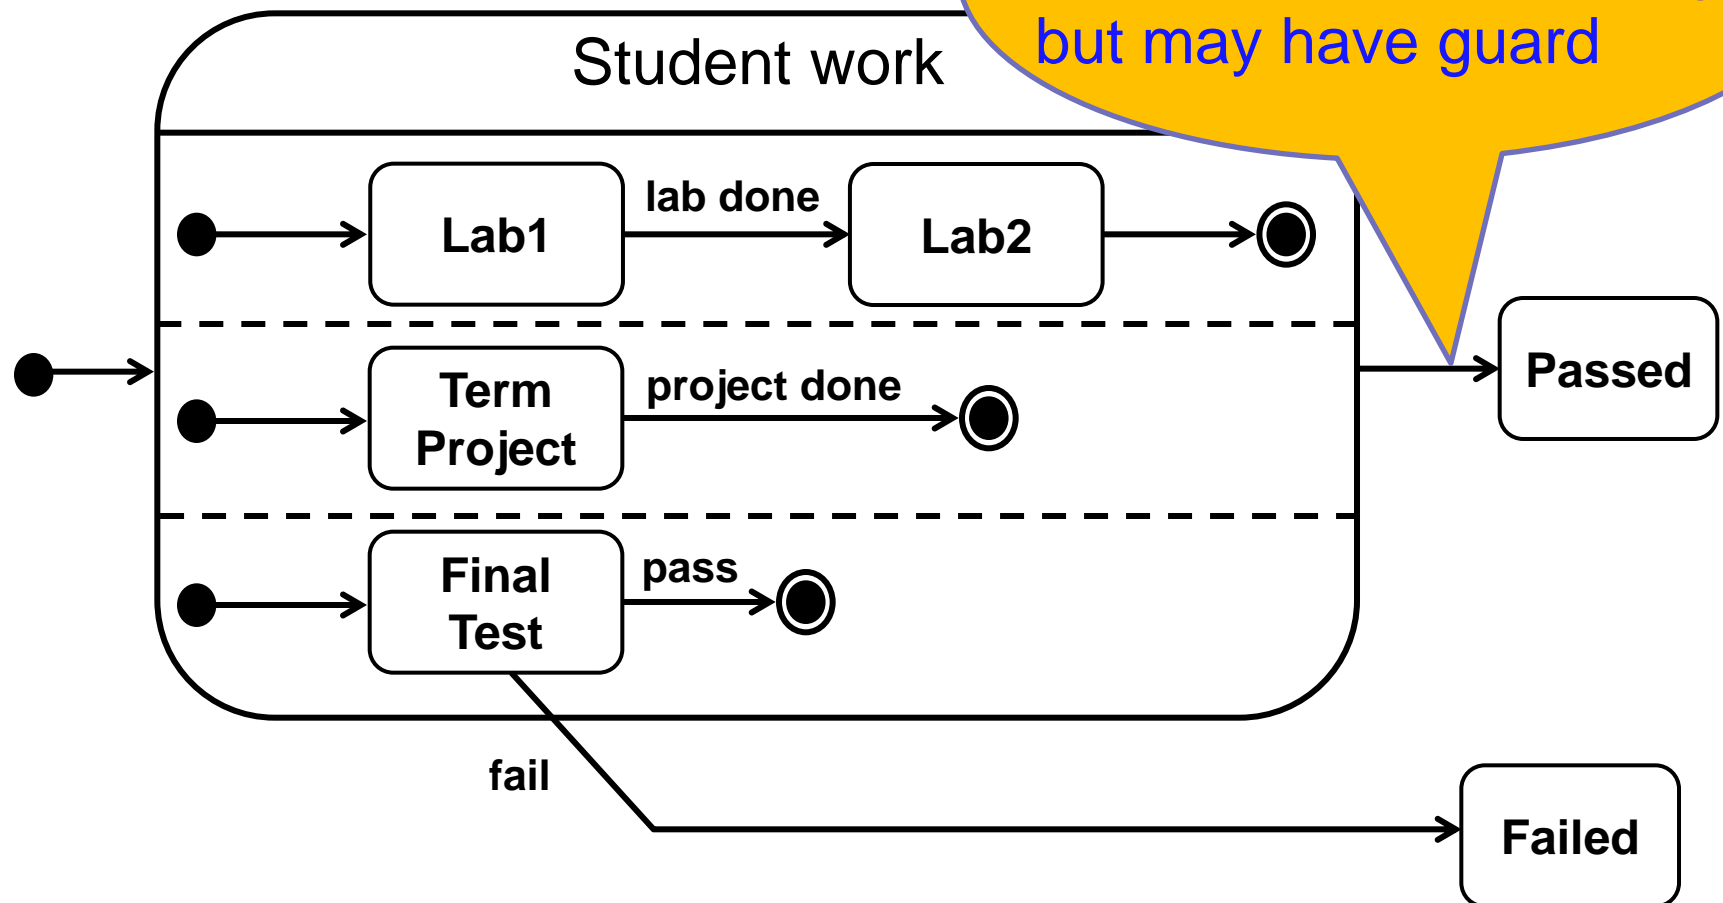 but may have guard
Student work
lab done
Lab1
Lab2
Term
Project
project done
Passed
Final
Test
pass
fail
Failed